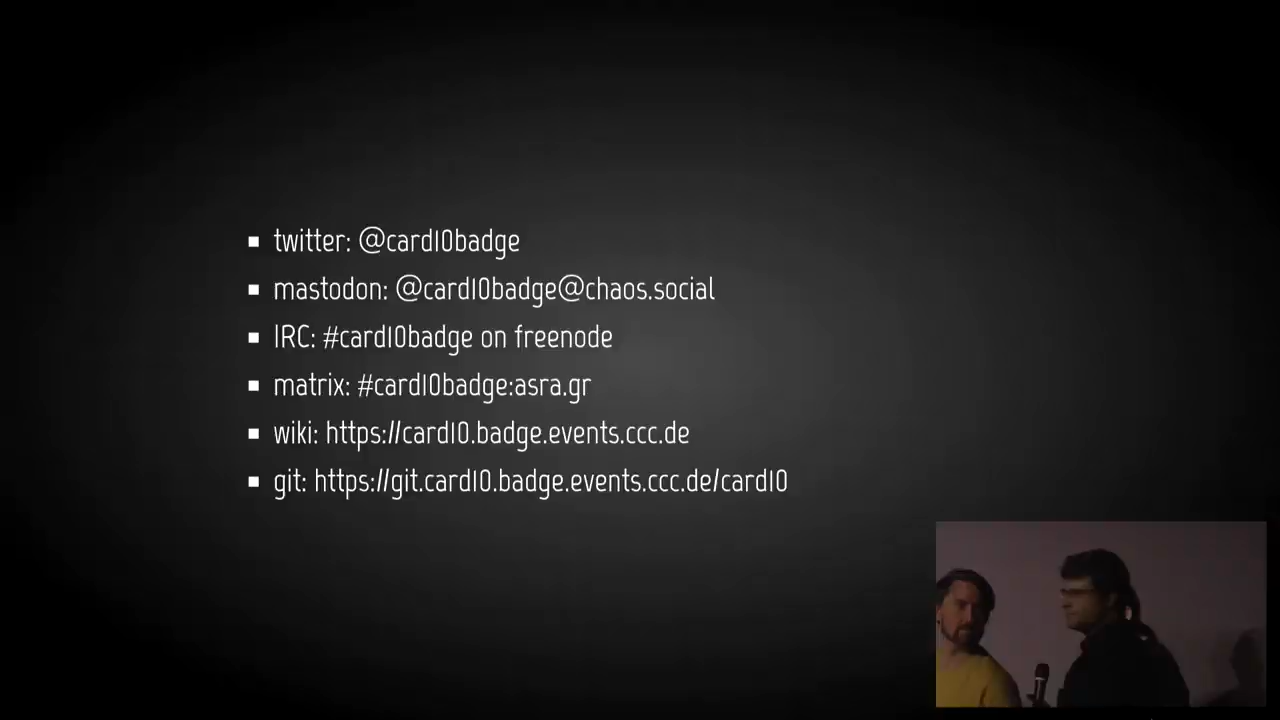 twitter: @card10badge
mastodon: @card10badge@chaos.social
IRC: #card10badge on freenode
matrix: #card10badge:asra.gr
wiki: https://card10.badge.events.ccc.de
git: https://git.card10.badge.events.ccc.de/card10